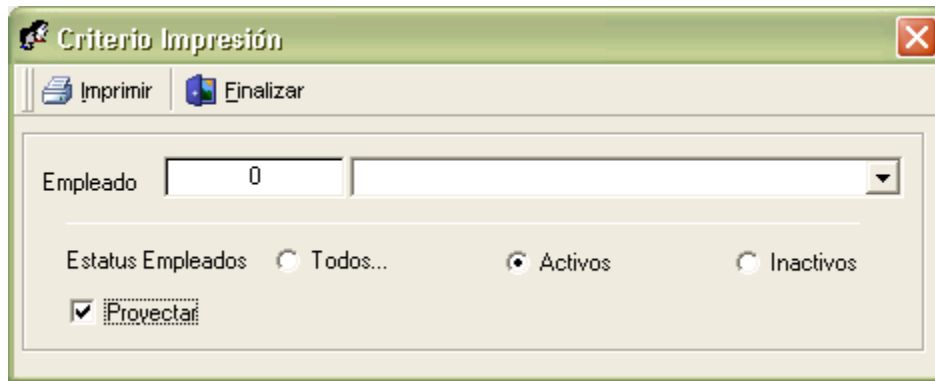 Criterio Impresión
Imprimir Finalizar
Empleado 0
Estatus Empleados Todos... Activos Inactivos
Proyectar